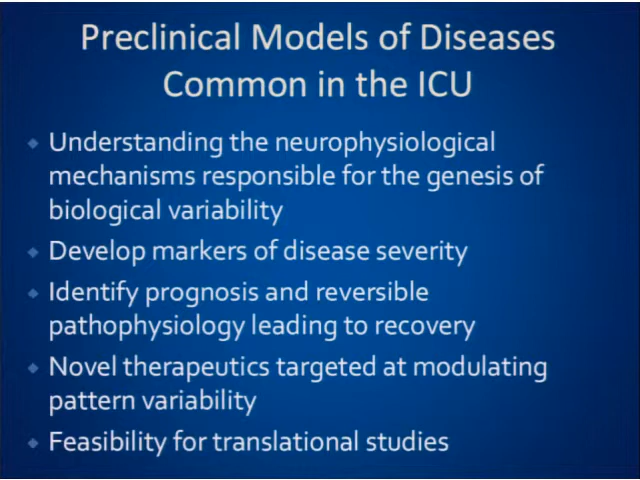 Preclinical Models of Diseases
Common in the ICU
Understanding the neurophysiological
mechanisms responsible for the genesis of
biological variability
Develop markers of disease severity
Identify prognosis and reversible
pathophysiology leading to recovery
Novel therapeutics targeted at modulating
pattern variability
Feasibility for translational studies